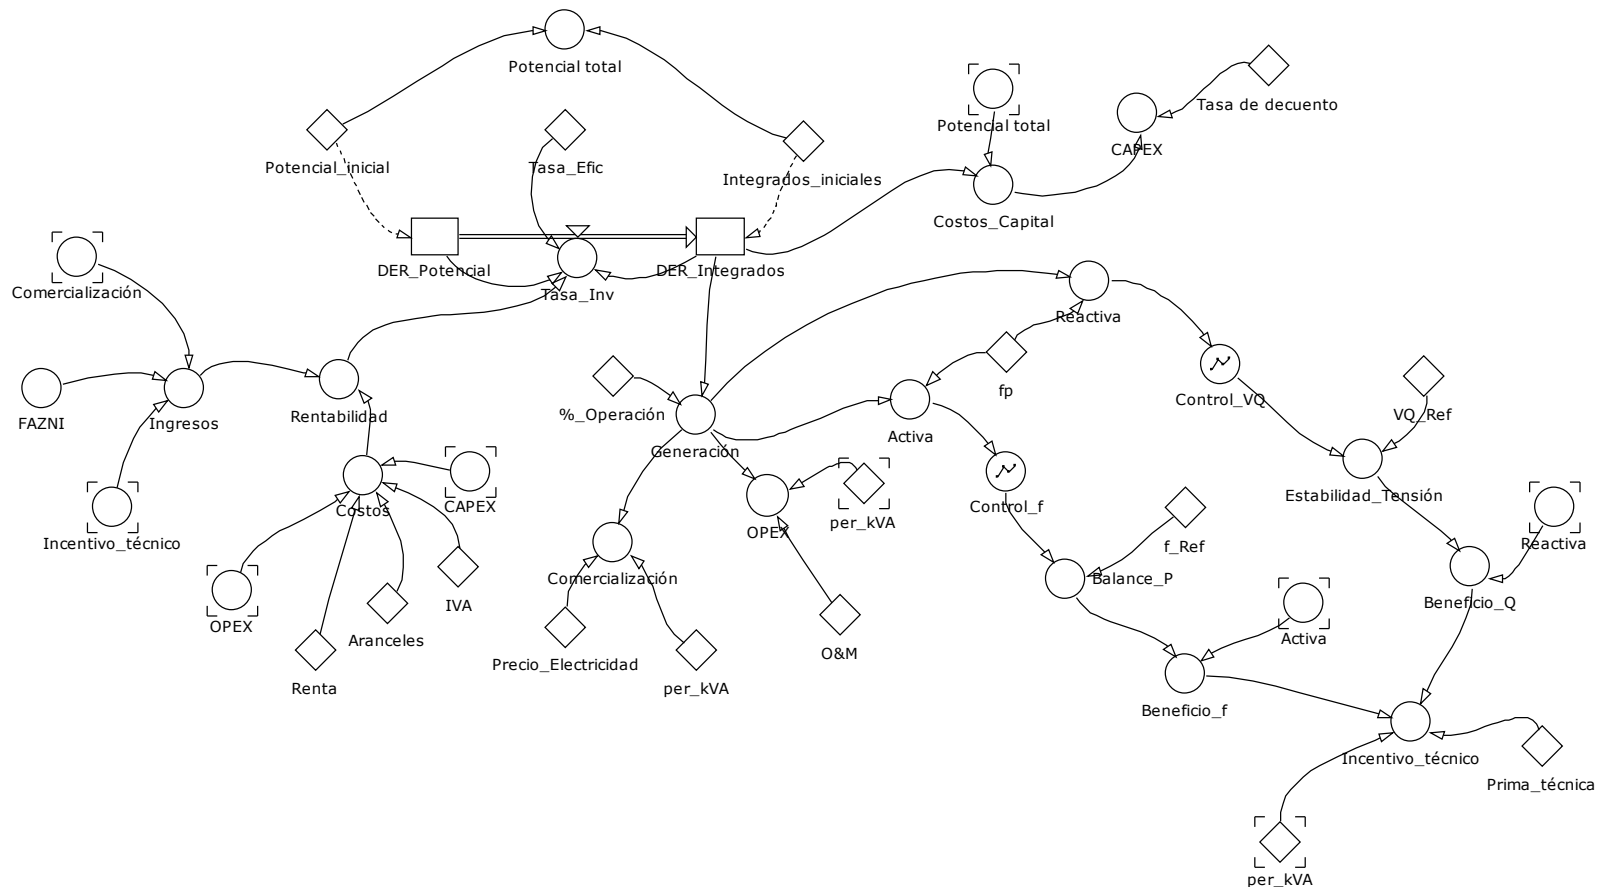 Potencial total
Potencial total
Tasa de decuento
CAPEX
Potencial_inicial
Tasa_Efic
Integrados_iniciales
Costos_Capital
DER_Potencial
DER_Integrados
Comercialización
Tasa_Inv
Reactiva
fp
Control_VQ
VQ_Ref
%_Operación
FAZNI
Ingresos
Rentabilidad
Activa
Generación
Estabilidad_Tensión
CAPEX
Costos
Control_f
per_kVA
OPEX
Incentivo_técnico
f_Ref
Reactiva
Comercialización
Balance_P
IVA
Beneficio_Q
OPEX
Aranceles
Activa
O&M
Precio_Electricidad
Renta
per_kVA
Beneficio_f
Incentivo_técnico
Prima_técnica
per_kVA